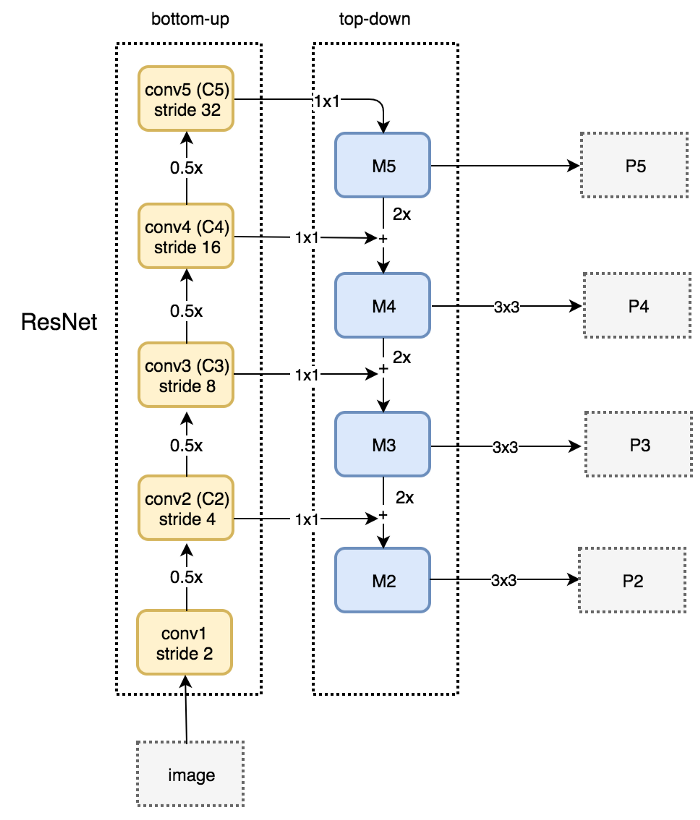 bottom-up
top-down
conv5 (C5)
stride 32
1x1
0.5x
M5
P5
2x
conv4 (C4)
stride 16
1x1
+
0.5x
M4
3x3
P4
ResNet
2x
conv3 (C3)
stride 8
1x1
+
0.5x
M3
3x3
P3
2x
conv2 (C2)
stride 4
1x1
+
0.5x
M2
3x3
P2
conv1
stride 2
image